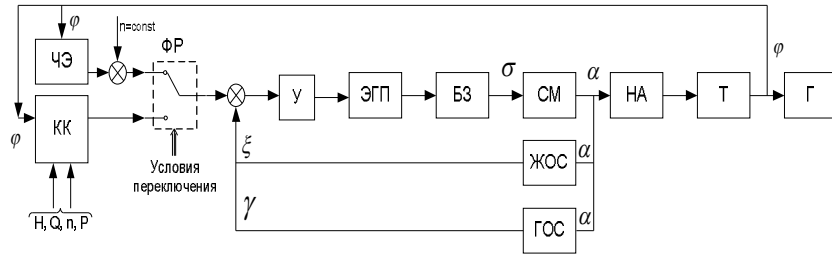 φ
n=const
ФР
φ
ЧЭ
У
ЭГП
БЗ
σ
СМ
α
НА
Т
Г
φ
КК
Условия
переключения
ξ
ЖОС
α
γ
ГОС
α
H, Q, n, P